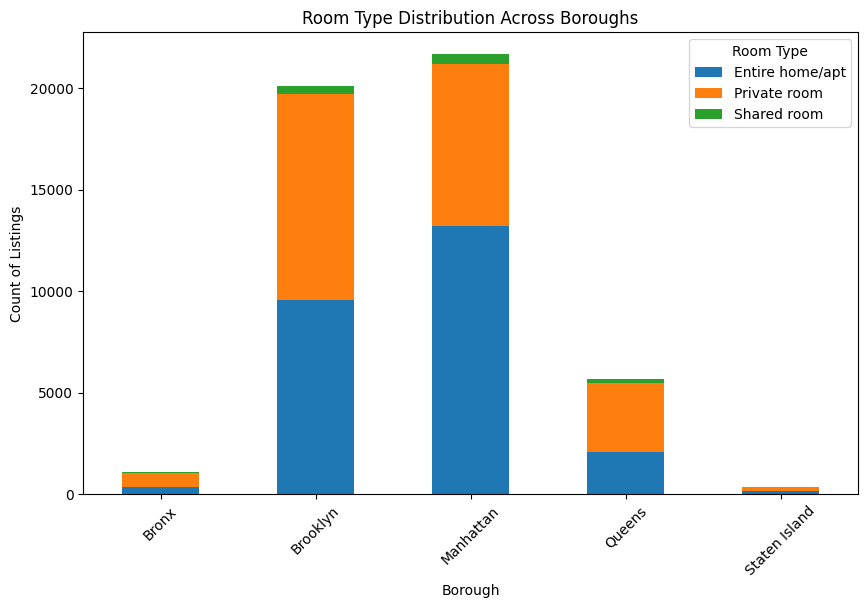 Room Type Distribution Across Boroughs
Room Type
Entire home/apt
Private room
Shared room
Count of Listings
20000
15000
10000
5000
0
Bronx
Brooklyn
Manhattan
Queens
Staten Island
Borough